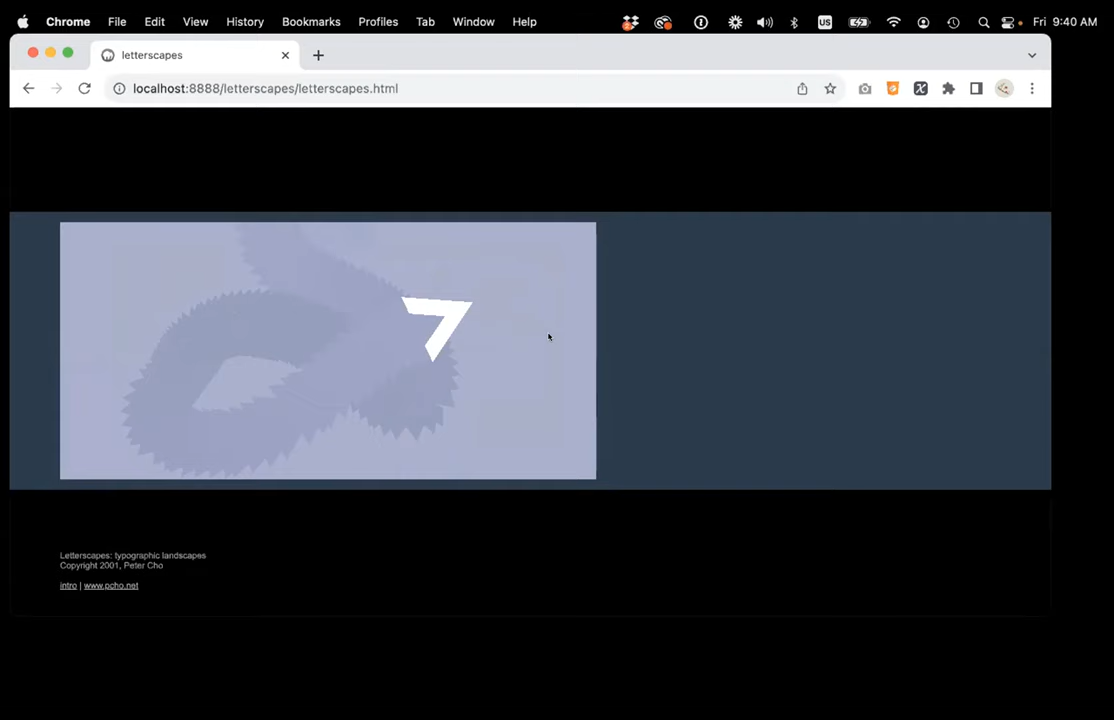 Chrome File Edit View History Bookmarks Profiles Tab Window Help
US
Fri 9:40 AM
letterscapes
localhost:8888/letterscapes/letterscapes.html
Letterscapes: typographic landscapes
Copyright 2001, Peter Cho
intro | www.pcho.net